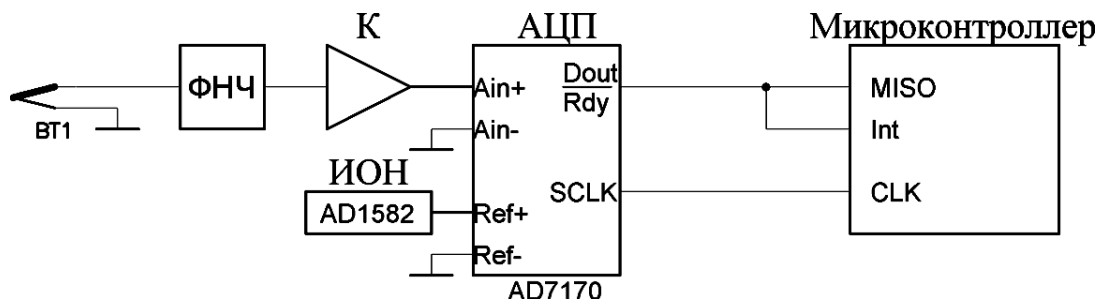 К
АЦП
Микроконтроллер
ФНЧ
Ain+
Dout
Rdy
MISO
BT1
Ain-
Int
ИОН
AD1582
Ref+
SCLK
CLK
Ref-
AD7170